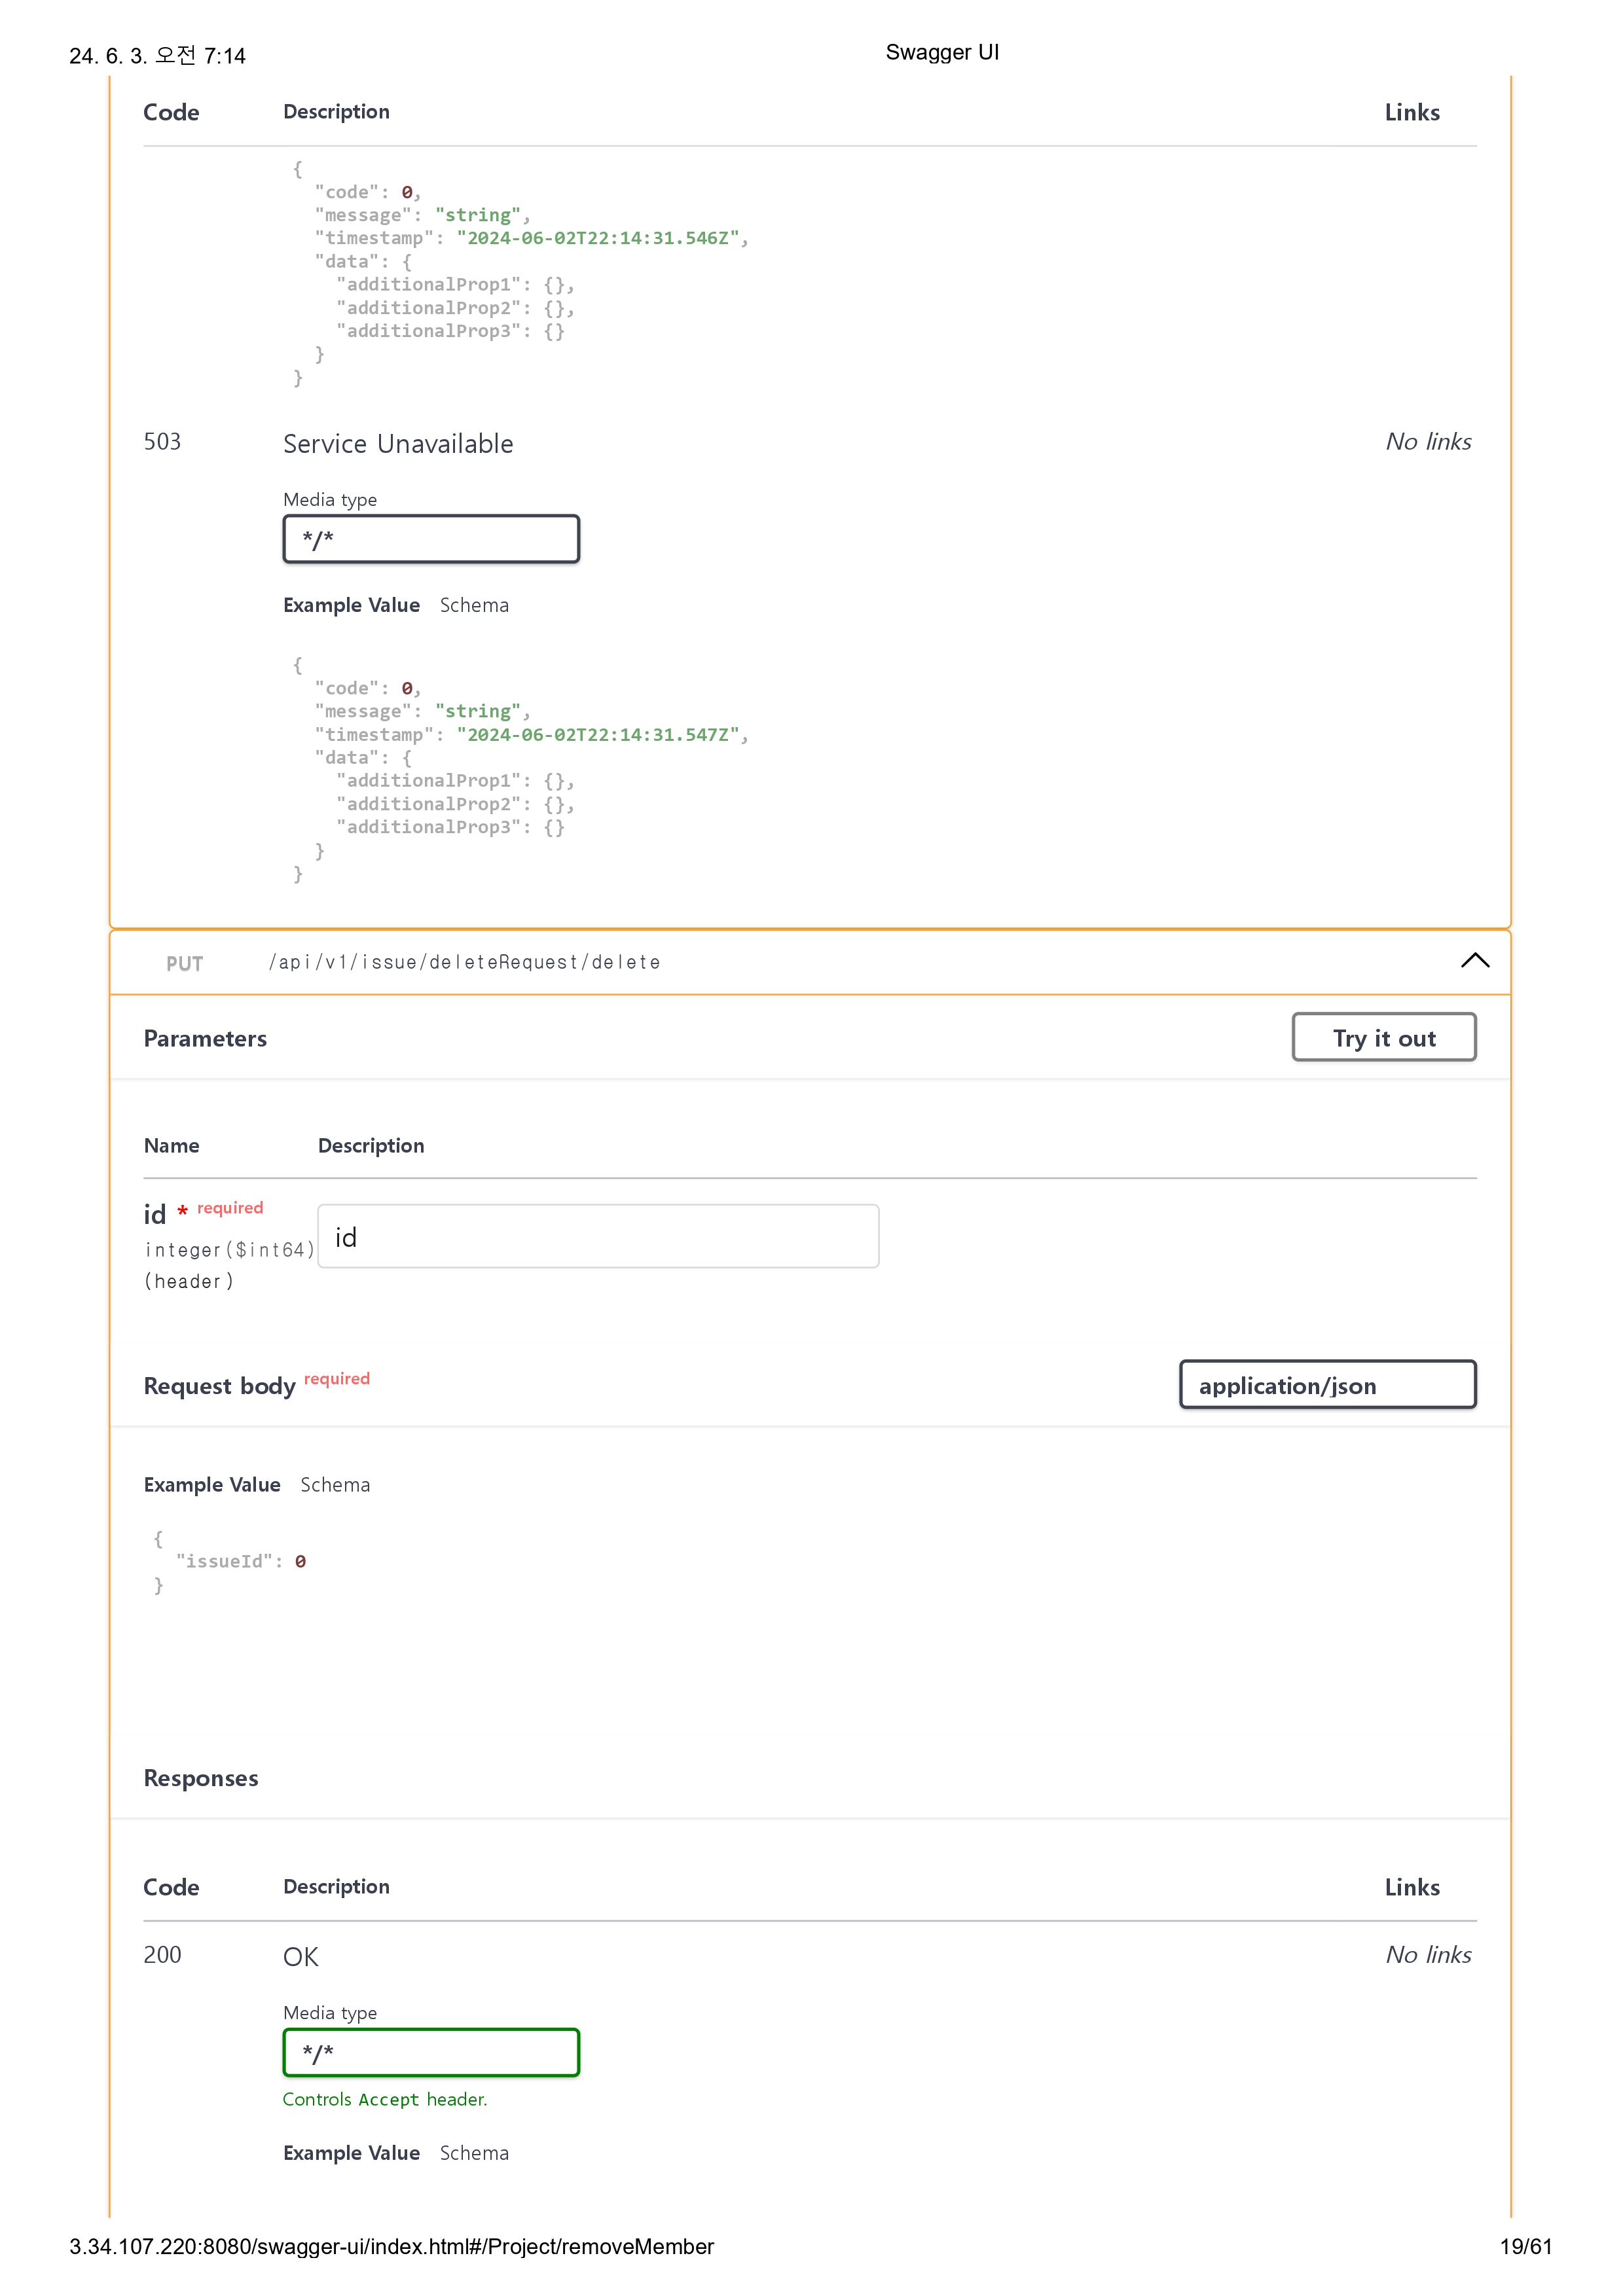 24. 6. 3. 오전 7:14 Swagger UI
Code Description Links
{
"code": 0,
"message": "string",
"timestamp": "2024-06-02T22:14:31.546Z",
"data": {
"additionalProp1": {},
"additionalProp2": {},
"additionalProp3": {}
}
}
503 Service Unavailable No links
Media type
*/*
Example Value Schema
{
"code": 0,
"message": "string",
"timestamp": "2024-06-02T22:14:31.547Z",
"data": {
"additionalProp1": {},
"additionalProp2": {},
"additionalProp3": {}
}
}
PUT /api/v1/issue/deleteRequest/delete
Parameters Try it out
Name Description
id * required
id
integer($int64)
(header)
Request body required application/json
Example Value Schema
{
"issueId": 0
}
Responses
Code Description Links
200 OK No links
Media type
*/*
Controls Accept header.
Example Value Schema
3.34.107.220:8080/swagger-ui/index.html#/Project/removeMember 19/61